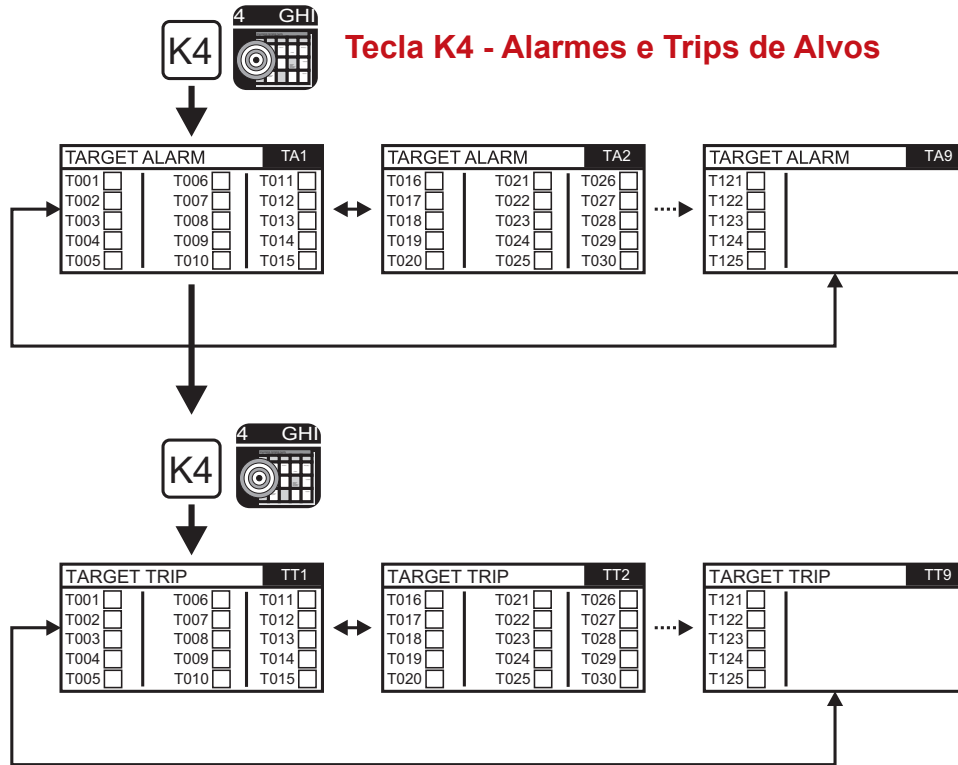 4 GHI
K4
Tecla K4 - Alarmes e Trips de Alvos
TARGET ALARM TA1
T001 T006 T011
T002 T007 T012
T003 T008 T013
T004 T009 T014
T005 T010 T015
TARGET ALARM TA2
T016 T021 T026
T017 T022 T027
T018 T023 T028
T019 T024 T029
T020 T025 T030
TARGET ALARM TA9
T121
T122
T123
T124
T125
4 GHI
K4
TARGET TRIP TT1
T001 T006 T011
T002 T007 T012
T003 T008 T013
T004 T009 T014
T005 T010 T015
TARGET TRIP TT2
T016 T021 T026
T017 T022 T027
T018 T023 T028
T019 T024 T029
T020 T025 T030
TARGET TRIP TT9
T121
T122
T123
T124
T125